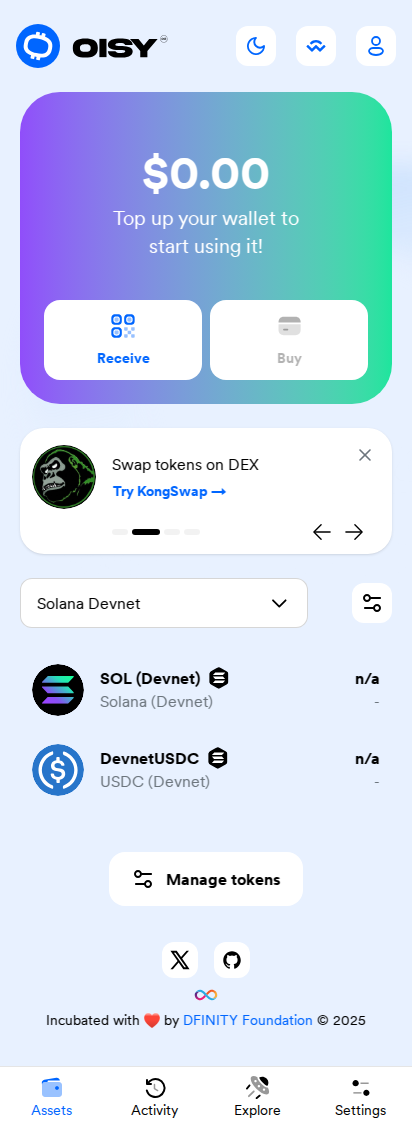 OISY
$0.00
Top up your wallet to
start using it!
Receive
Buy
Swap tokens on DEX
Try KongSwap →
Solana Devnet
SOL (Devnet)
n/a
Solana (Devnet)
-
DevnetUSDC
n/a
USDC (Devnet)
-
Manage tokens
Incubated with ❤️ by DFINITY Foundation © 2025
Assets
Activity
Explore
Settings